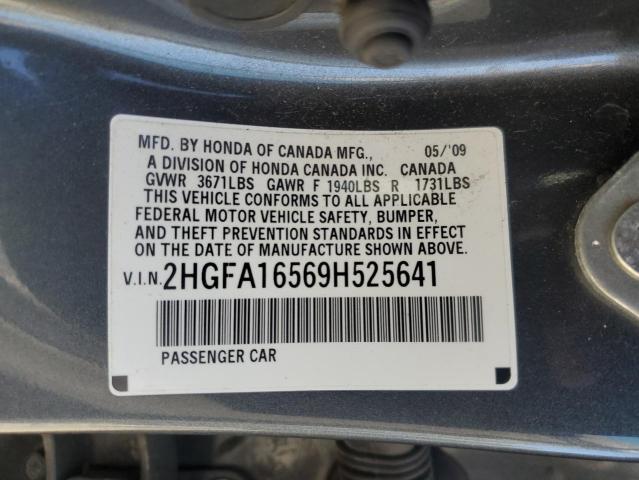 MFD. BY HONDA OF CANADA MFG., 05/'09
A DIVISION OF HONDA CANADA INC. CANADA
GVWR 3671LBS GAWR F 1940LBS R 1731LBS
THIS VEHICLE CONFORMS TO ALL APPLICABLE
FEDERAL MOTOR VEHICLE SAFETY, BUMPER,
AND THEFT PREVENTION STANDARDS IN EFFECT
ON THE DATE OF MANUFACTURE SHOWN ABOVE.
V.I.N. 2HGFA16569H525641
PASSENGER CAR